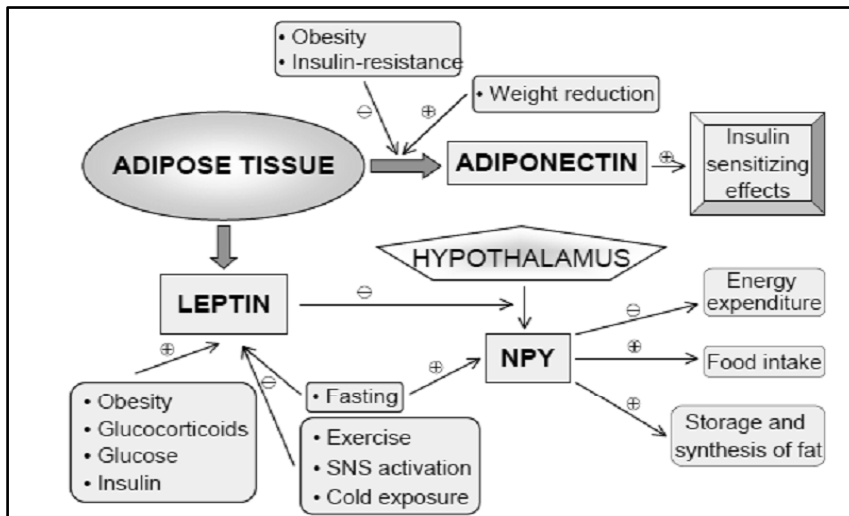 • Obesity
• Insulin-resistance
⊖
⊕
• Weight reduction
ADIPOSE TISSUE
ADIPONECTIN
⊕
Insulin
sensitizing
effects
HYPOTHALAMUS
LEPTIN
⊖
Energy
expenditure
⊖
NPY
⊕
Food intake
⊕
⊖
⊕
⊕
• Fasting
Storage and
synthesis of fat
• Obesity
• Glucocorticoids
• Glucose
• Insulin
• Exercise
• SNS activation
• Cold exposure